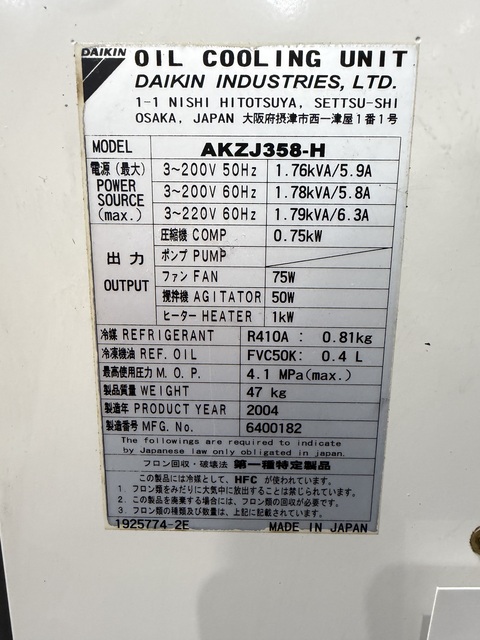 DAIKIN OIL COOLING UNIT
DAIKIN INDUSTRIES, LTD.
1-1 NISHI HITOTSUYA, SETTSU-SHI
OSAKA, JAPAN 大阪府摂津市西一津屋1番1号
MODEL AKZJ358-H
電源(最大) POWER SOURCE (max.) 3~200V 50Hz 1.76kVA/5.9A
3~200V 60Hz 1.78kVA/5.8A
3~220V 60Hz 1.79kVA/6.3A
出力 OUTPUT 圧縮機 COMP 0.75kW
ポンプ PUMP
ファン FAN 75W
攪拌機 AGITATOR 50W
ヒーター HEATER 1kW
冷媒 REFRIGERANT R410A : 0.81kg
冷凍機油 REF. OIL FVC50K: 0.4 L
最高使用圧力 M. O. P. 4.1 MPa(max.)
製品質量 WEIGHT 47 kg
製造年 PRODUCT YEAR 2004
製造番号 MFG. No. 6400182
The followings are required to indicate
by Japanese law only obligated in japan.
フロン回収・破壊法 第一種特定製品
この製品には冷媒として、HFC が使われています。
1. フロン類をみだりに大気中に放出することは禁じられています。
2. この製品を廃棄する場合には、フロン類の回収が必要です。
3. フロン類の種類及び数量は、上記に記載されています。
1925774-2E MADE IN JAPAN